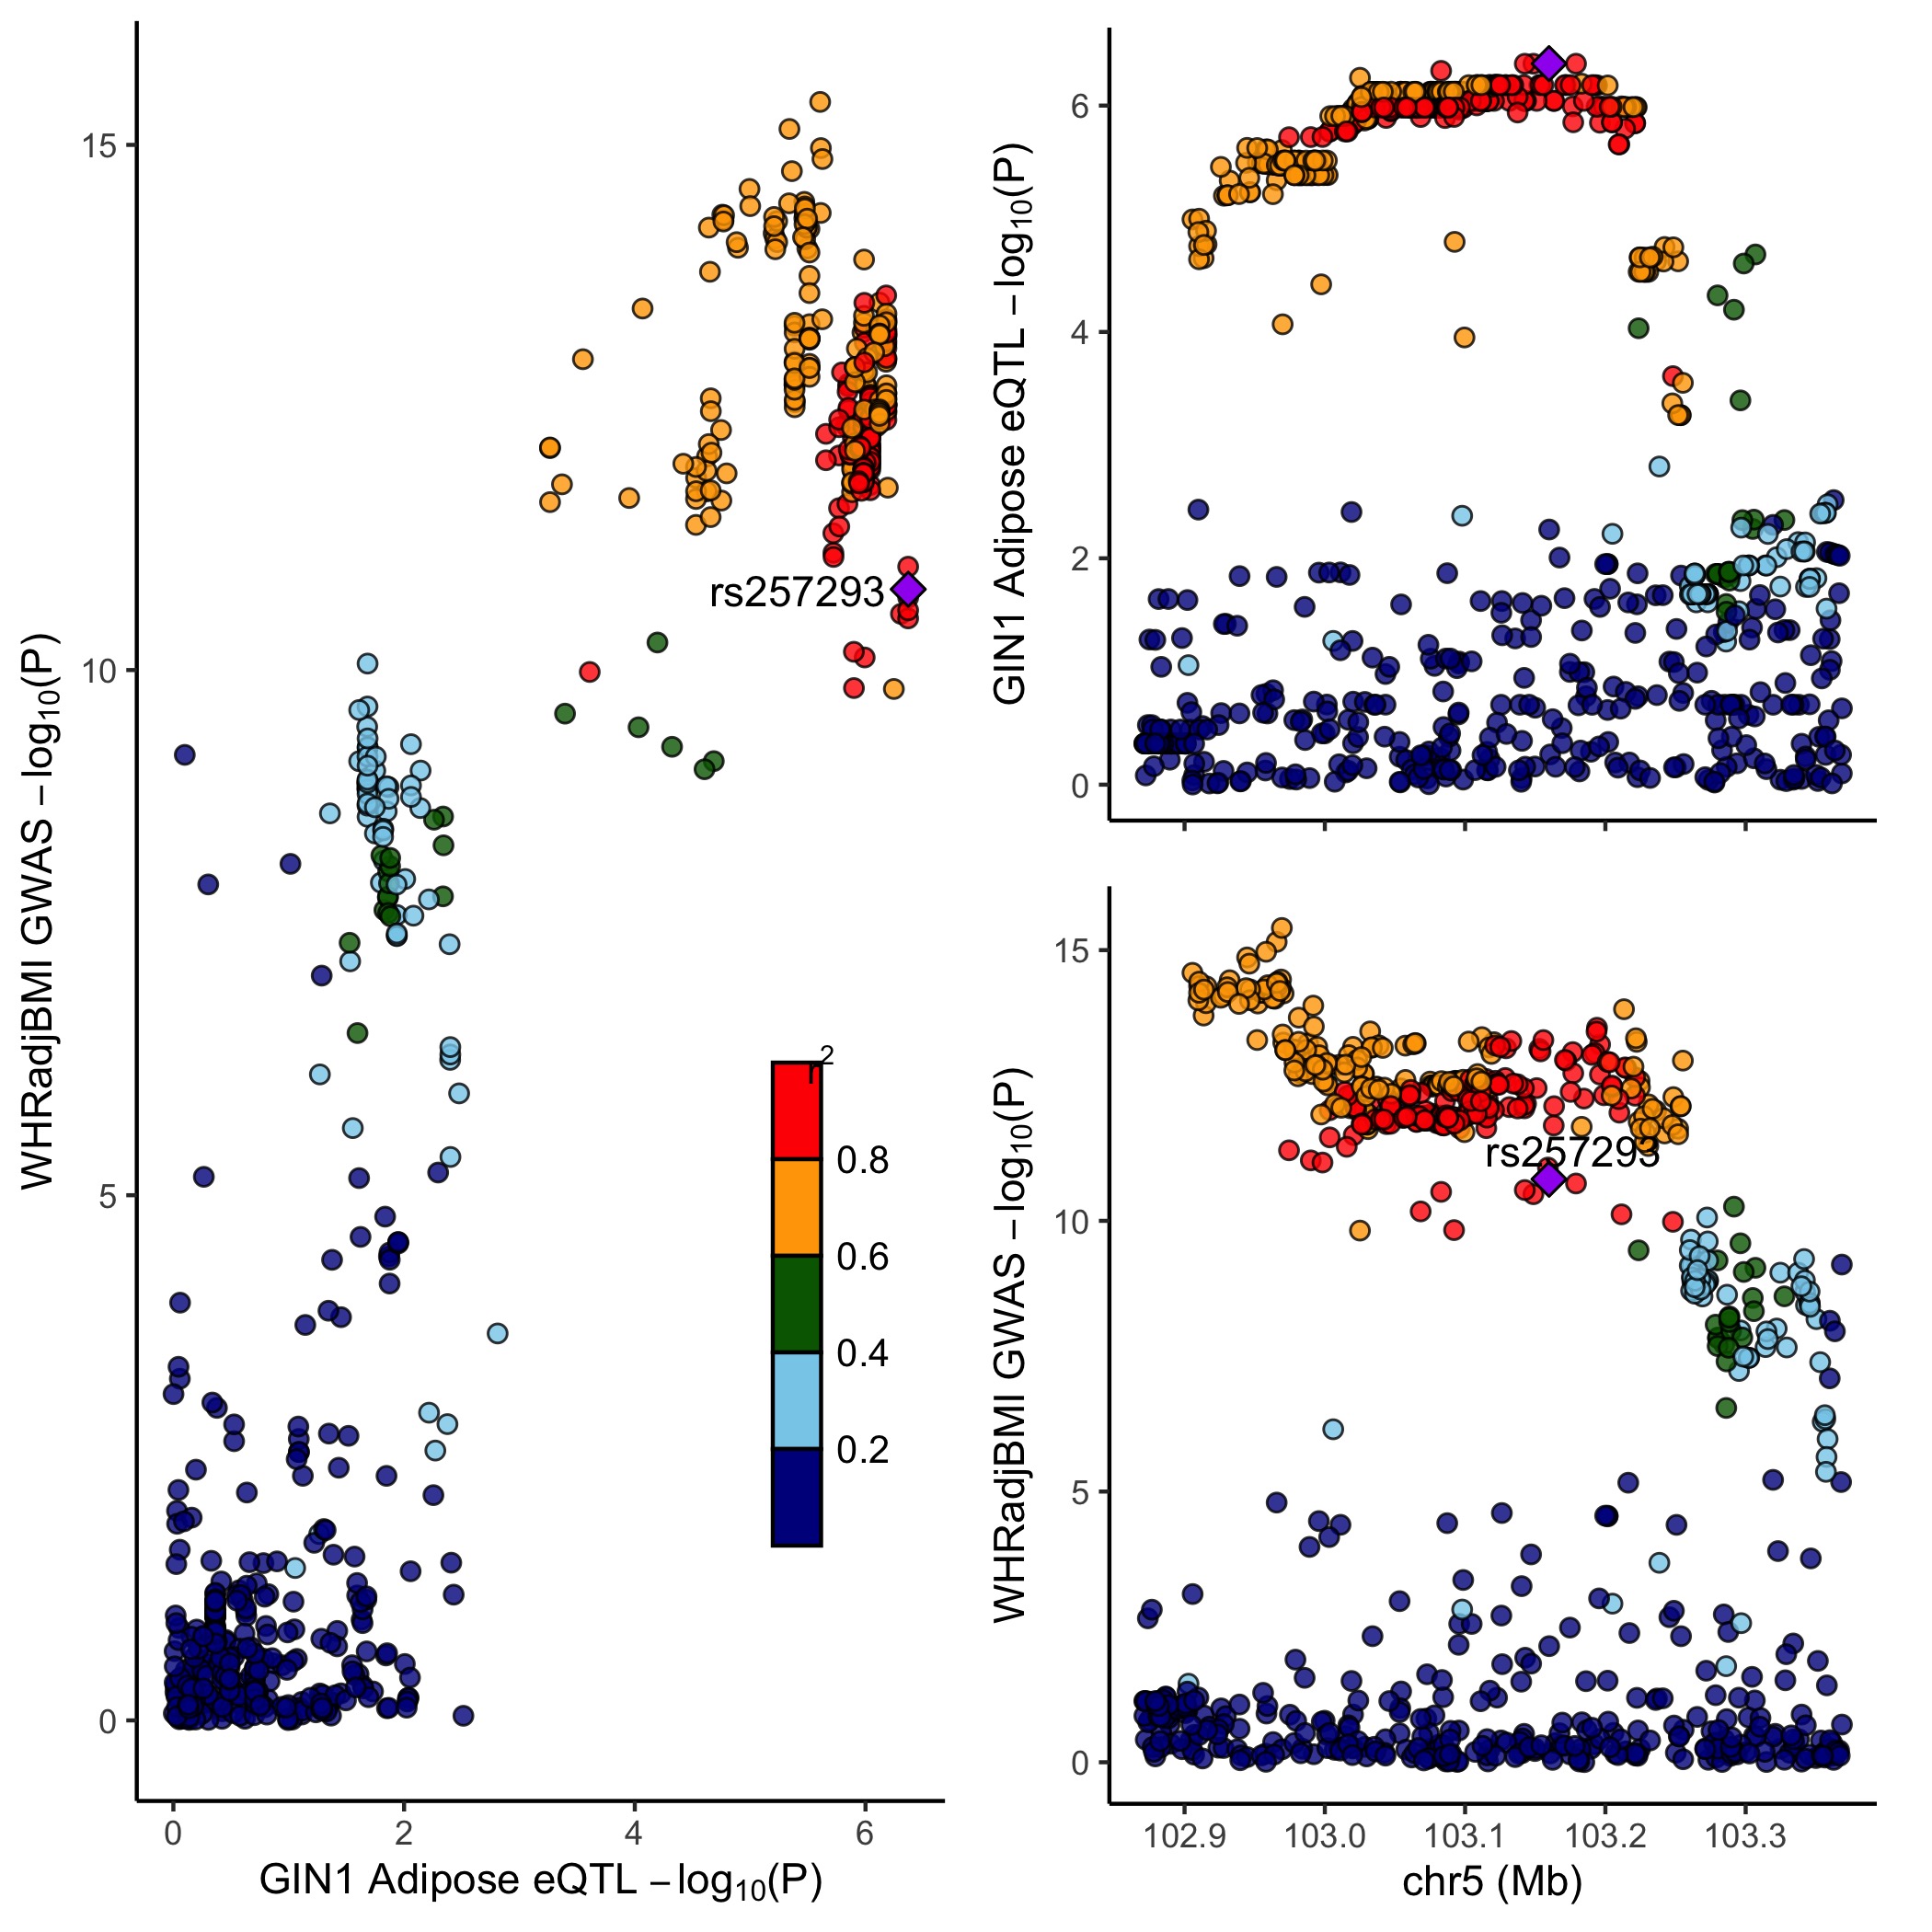 WHRadjBMI GWAS −log10(P)
15
10
5
0
0 2 4 6
GIN1 Adipose eQTL −log10(P)
rs257293
r2
0.8
0.6
0.4
0.2
GIN1 Adipose eQTL −log10(P)
6
4
2
0
WHRadjBMI GWAS −log10(P)
15
10
5
0
rs257293
102.9 103.0 103.1 103.2 103.3
chr5 (Mb)